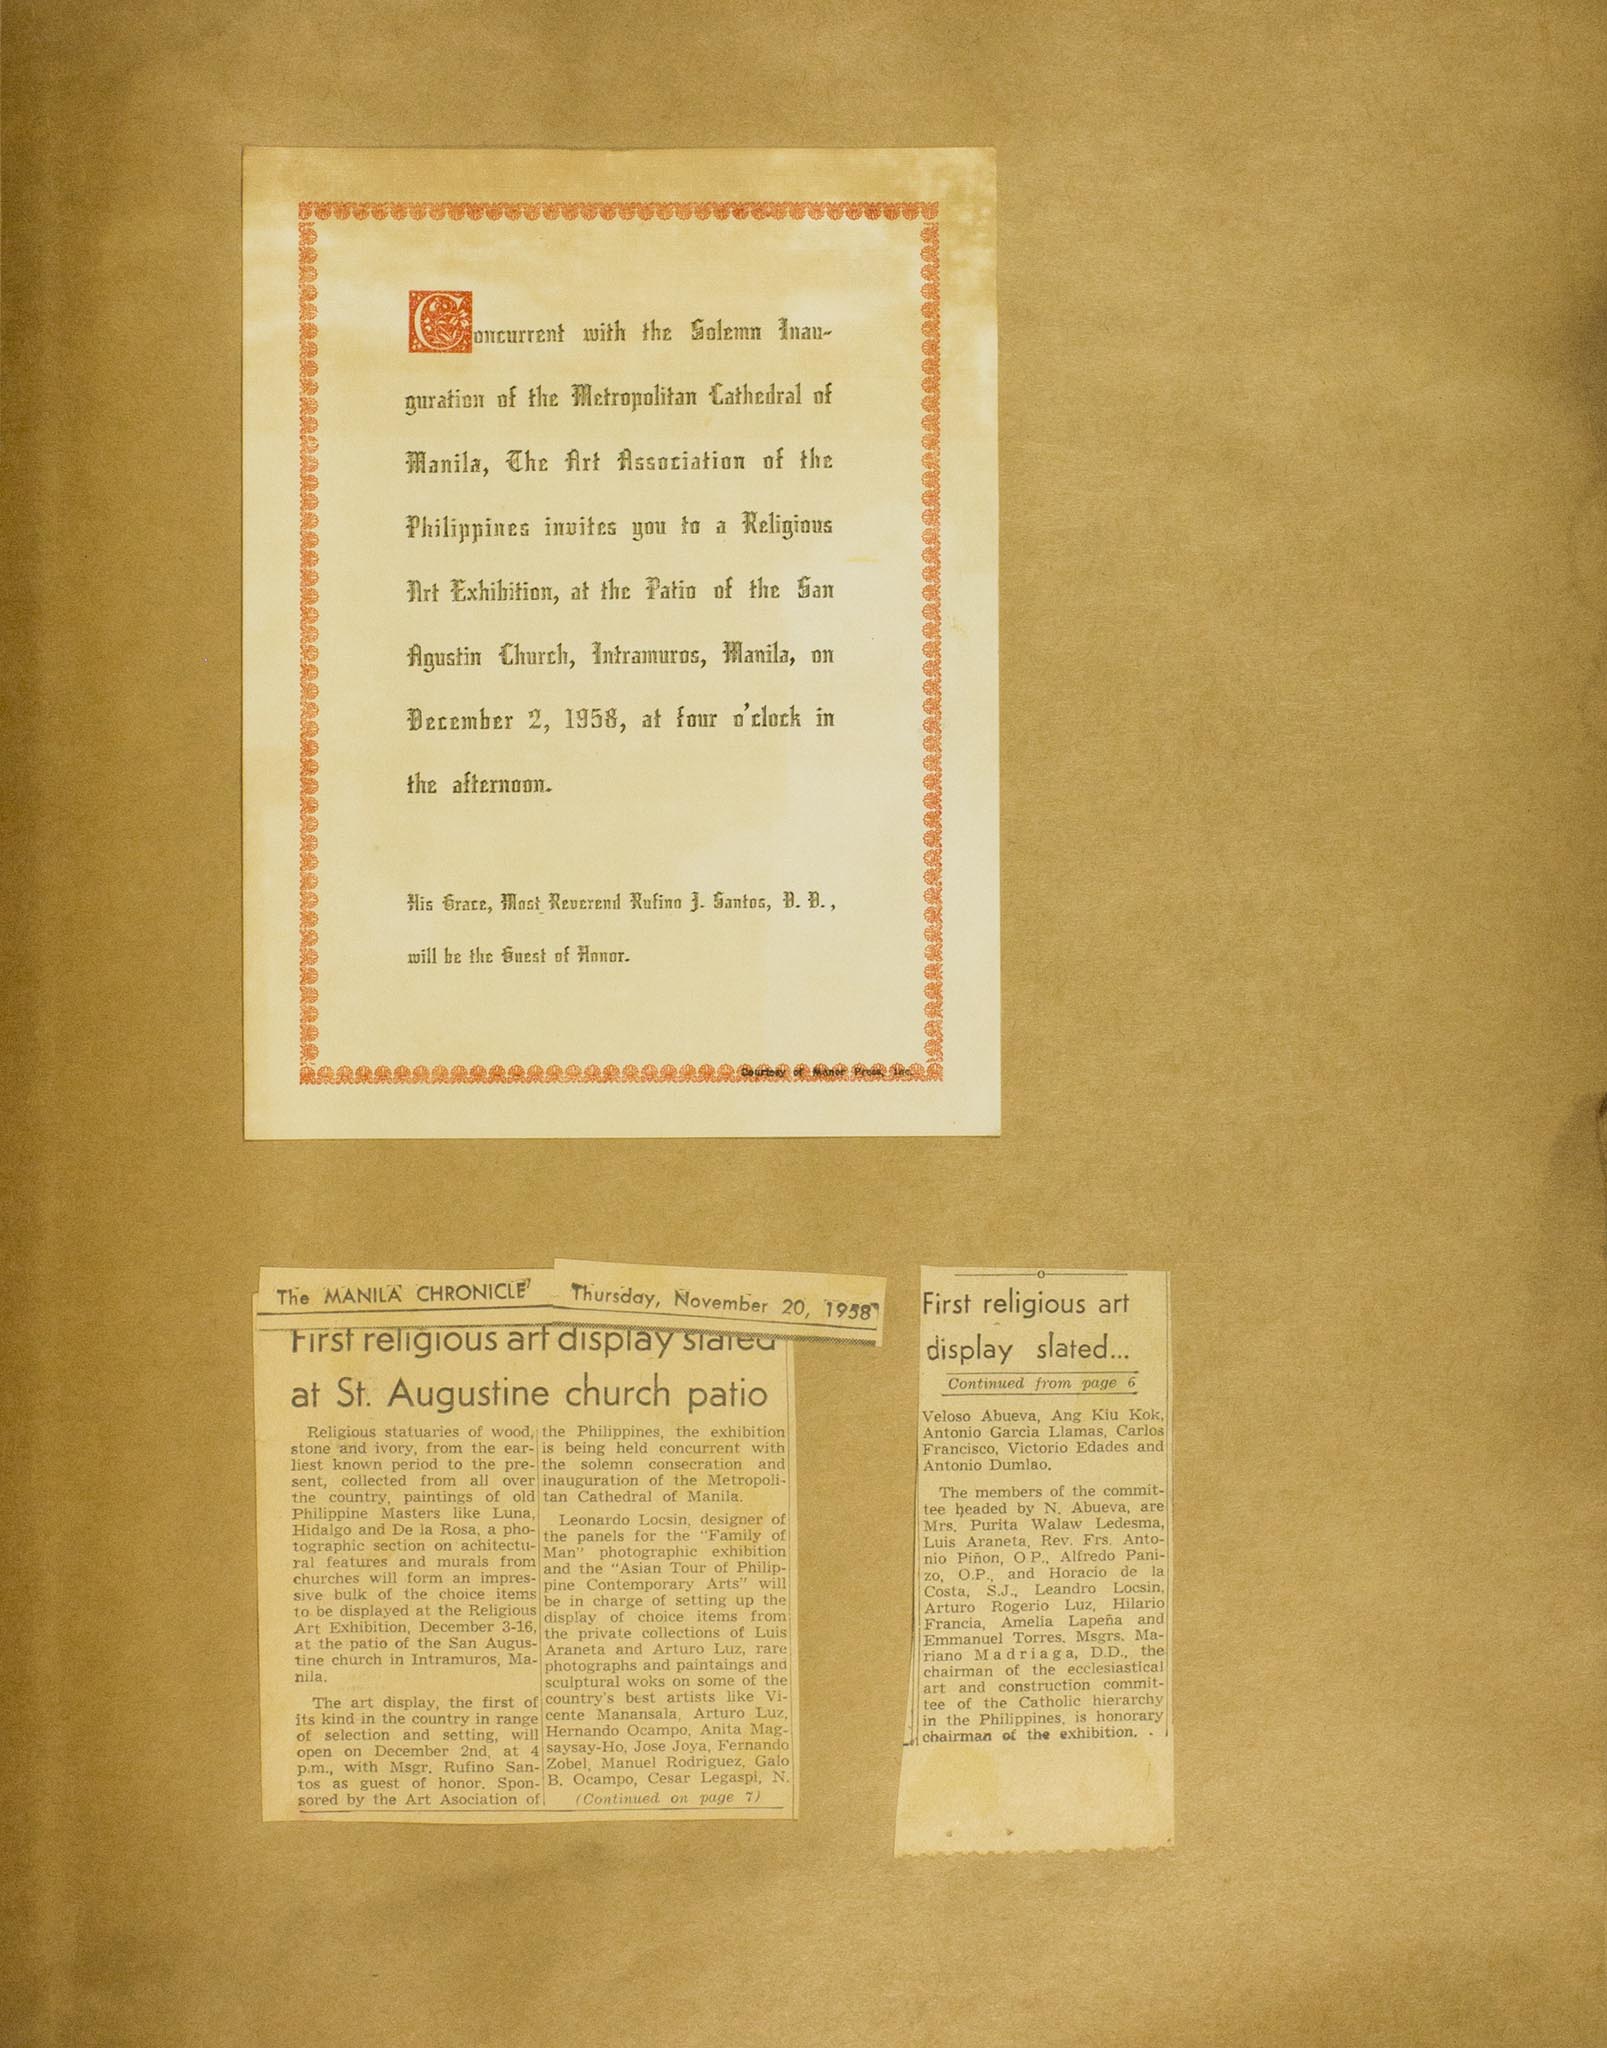 Concurrent with the Solemn Inau-
guration of the Metropolitan Cathedral of
Manila, The Art Association of the
Philippines invites you to a Religious
Art Exhibition, at the Patio of the San
Agustin Church, Intramuros, Manila, on
December 2, 1958, at four o'clock in
the afternoon.
His Grace, Most Reverend Rufino J. Santos, D. D.,
will be the Guest of Honor.
Courtesy of Manor Press, Inc.
The MANILA CHRONICLE
Thursday, November 20, 1958
First religious art display slated
at St. Augustine church patio
Religious statuaries of wood,
stone and ivory, from the ear-
liest known period to the pre-
sent, collected from all over
the country, paintings of old
Philippine Masters like Luna,
Hidalgo and De la Rosa, a pho-
tographic section on achitectu-
ral features and murals from
churches will form an impres-
sive bulk of the choice items
to be displayed at the Religious
Art Exhibition, December 3-16,
at the patio of the San Augus-
tine church in Intramuros, Ma-
nila.
The art display, the first of
its kind in the country in range
of selection and setting, will
open on December 2nd, at 4
p.m., with Msgr. Rufino San-
tos as guest of honor. Spon-
sored by the Art Asociation of
the Philippines, the exhibition
is being held concurrent with
the solemn consecration and
inauguration of the Metropoli-
tan Cathedral of Manila.
Leonardo Locsin, designer of
the panels for the "Family of
Man" photographic exhibition
and the "Asian Tour of Philip-
pine Contemporary Arts" will
be in charge of setting up the
display of choice items from
the private collections of Luis
Araneta and Arturo Luz, rare
photographs and paintaings and
sculptural woks on some of the
country's best artists like Vi-
cente Manansala, Arturo Luz,
Hernando Ocampo, Anita Mag-
saysay-Ho, Jose Joya, Fernando
Zobel, Manuel Rodriguez, Galo
B. Ocampo, Cesar Legaspi, N.
(Continued on page 7)
First religious art
display slated...
Continued from page 6
Veloso Abueva, Ang Kiu Kok,
Antonio Garcia Llamas, Carlos
Francisco, Victorio Edades and
Antonio Dumlao.
The members of the commit-
tee headed by N. Abueva, are
Mrs. Purita Walaw Ledesma,
Luis Araneta, Rev. Frs. Anto-
nio Piñon, O.P., Alfredo Pani-
zo, O.P., and Horacio de la
Costa, S.J., Leandro Locsin,
Arturo Rogerio Luz, Hilario
Francia, Amelia Lapeña and
Emmanuel Torres. Msgrs. Ma-
riano Madriaga, D.D., the
chairman of the ecclesiastical
art and construction commit-
tee of the Catholic hierarchy
in the Philippines, is honorary
chairman of the exhibition.